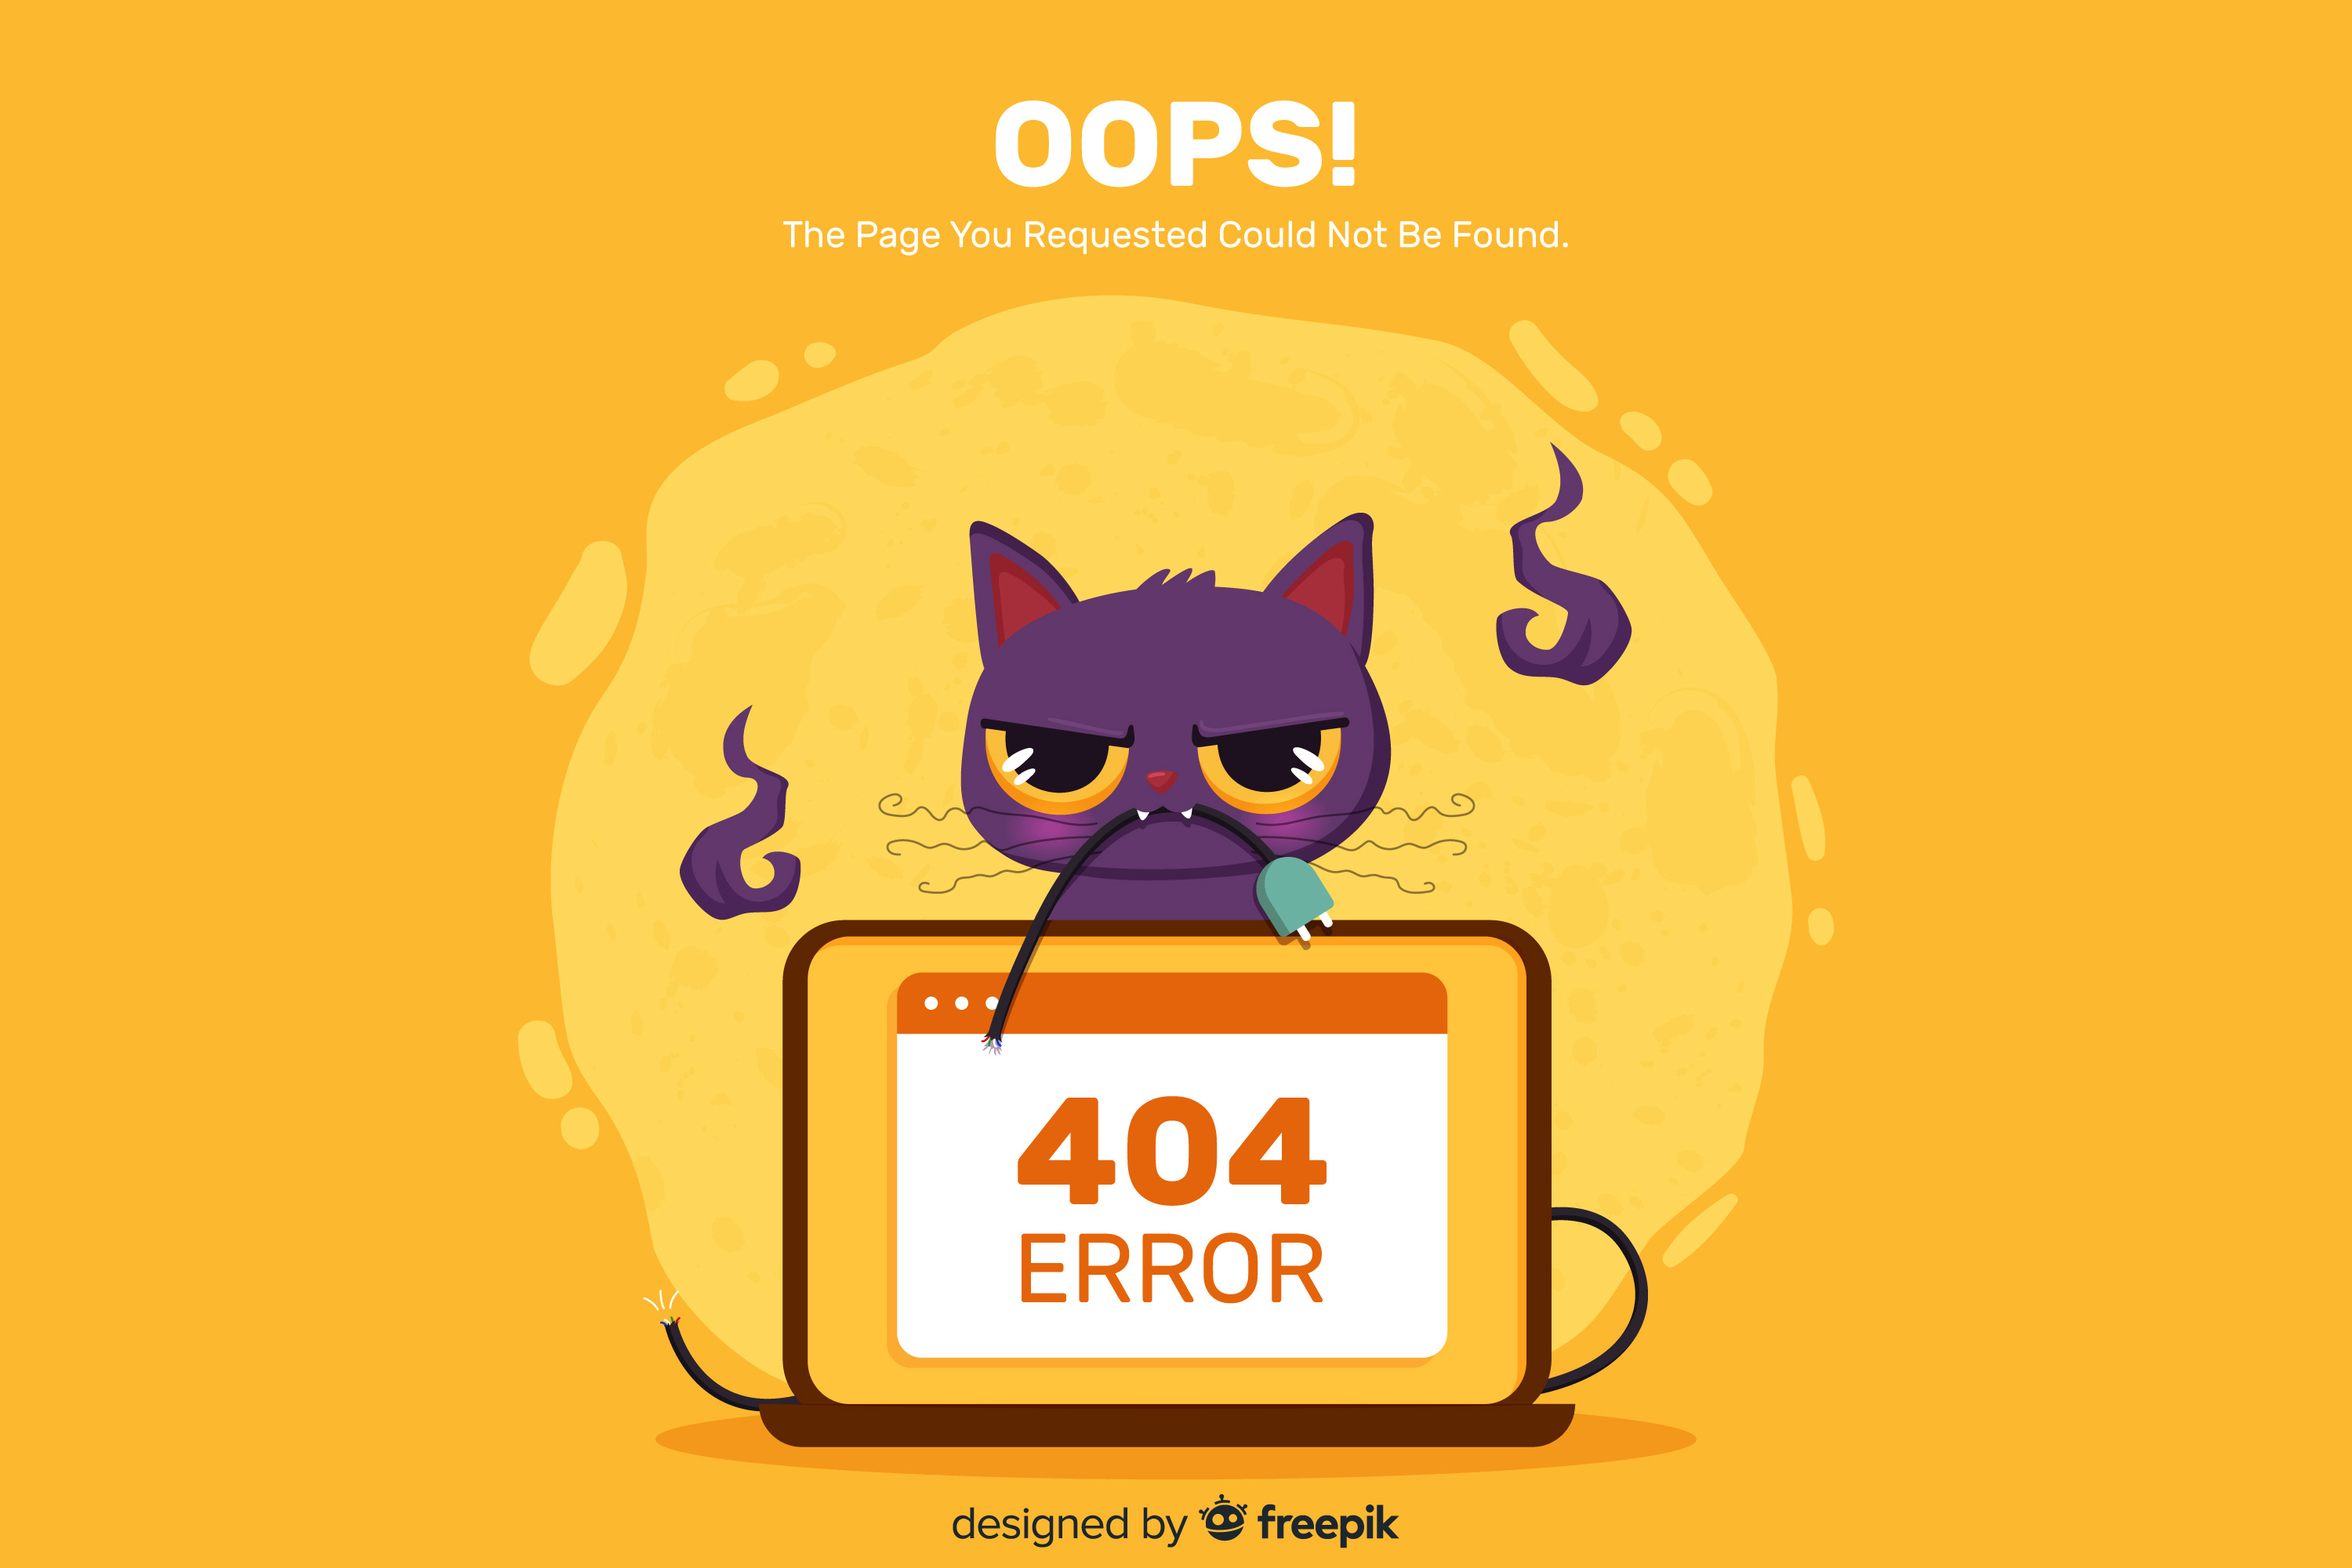 OOPS!
The Page You Requested Could Not Be Found.
404
ERROR
designed by freepik